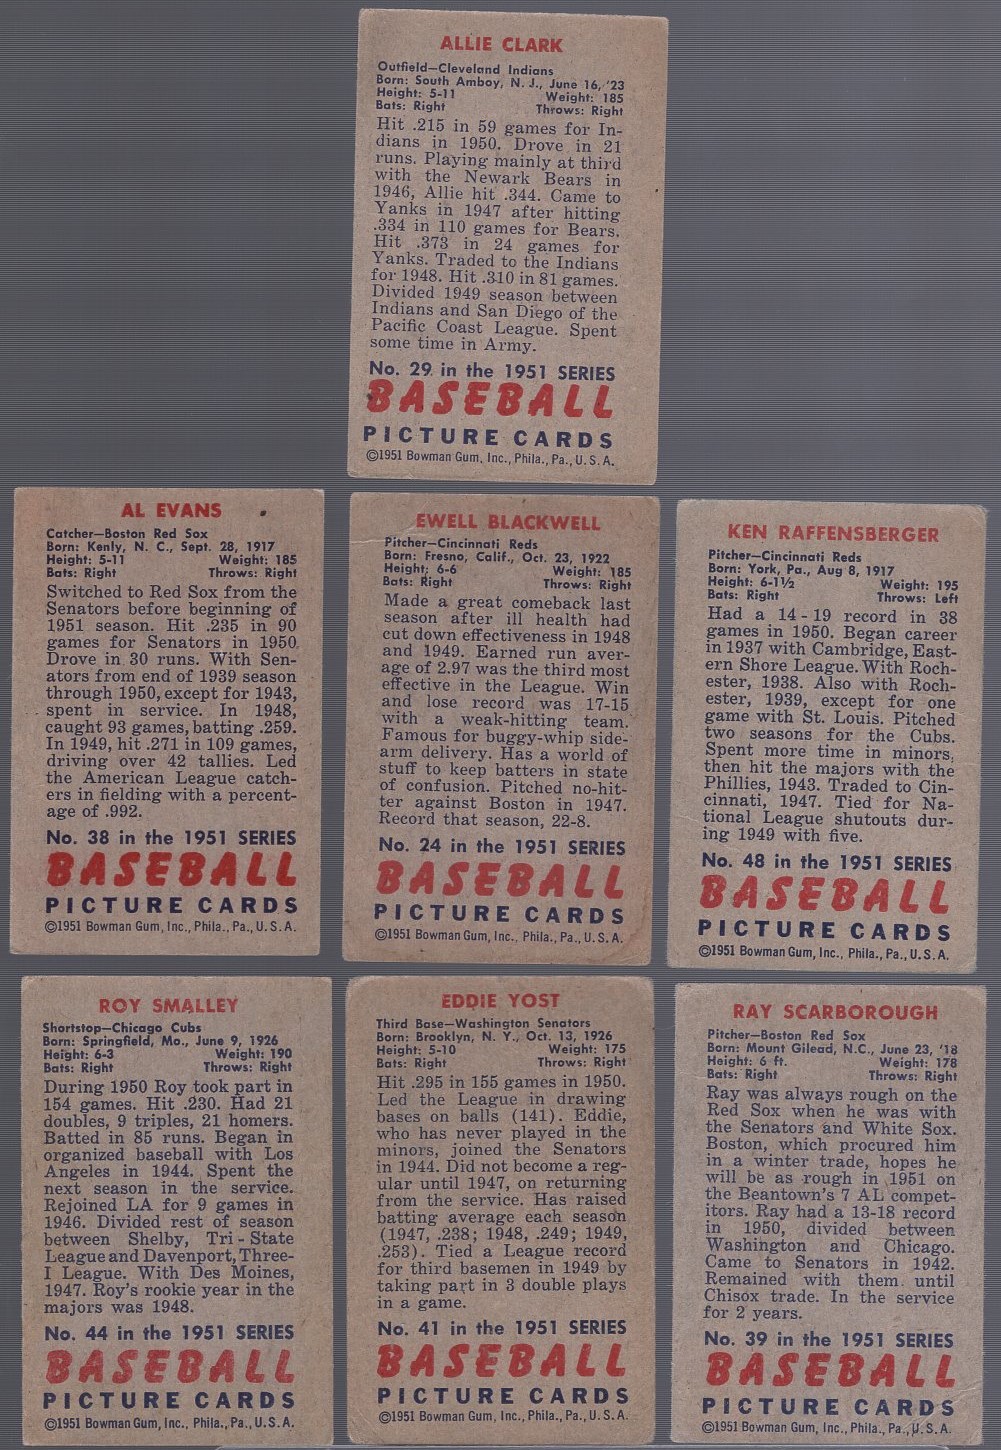 ALLIE CLARK
Outfield—Cleveland Indians
Born: South Amboy, N. J., June 16, '23
Height: 5-11 Weight: 185
Bats: Right Throws: Right
Hit .215 in 59 games for In-
dians in 1950. Drove in 21
runs. Playing mainly at third
with the Newark Bears in
1946, Allie hit .344. Came to
Yanks in 1947 after hitting
.334 in 110 games for Bears.
Hit .373 in 24 games for
Yanks. Traded to the Indians
for 1948. Hit .310 in 81 games.
Divided 1949 season between
Indians and San Diego of the
Pacific Coast League. Spent
some time in Army.
No. 29 in the 1951 SERIES
BASEBALL
PICTURE CARDS
©1951 Bowman Gum, Inc., Phila., Pa., U. S. A.
AL EVANS
Catcher—Boston Red Sox
Born: Kenly, N. C., Sept. 28, 1917
Height: 5-11 Weight: 185
Bats: Right Throws: Right
Switched to Red Sox from the
Senators before beginning of
1951 season. Hit .235 in 90
games for Senators in 1950.
Drove in 30 runs. With Sen-
ators from end of 1939 season
through 1950, except for 1943,
spent in service. In 1948,
caught 93 games, batting .259.
In 1949, hit .271 in 109 games,
driving over 42 tallies. Led
the American League catch-
ers in fielding with a percent-
age of .992.
No. 38 in the 1951 SERIES
BASEBALL
PICTURE CARDS
©1951 Bowman Gum, Inc., Phila., Pa., U. S. A.
EWELL BLACKWELL
Pitcher—Cincinnati Reds
Born: Fresno, Calif., Oct. 23, 1922
Height: 6-6 Weight: 185
Bats: Right Throws: Right
Made a great comeback last
season after ill health had
cut down effectiveness in 1948
and 1949. Earned run aver-
age of 2.97 was the third most
effective in the League. Win
and lose record was 17-15
with a weak-hitting team.
Famous for buggy-whip side-
arm delivery. Has a world of
stuff to keep batters in state
of confusion. Pitched no-hit-
ter against Boston in 1947.
Record that season, 22-8.
No. 24 in the 1951 SERIES
BASEBALL
PICTURE CARDS
©1951 Bowman Gum, Inc., Phila., Pa., U. S. A.
KEN RAFFENSBERGER
Pitcher—Cincinnati Reds
Born: York, Pa., Aug 8, 1917
Height: 6-1½ Weight: 195
Bats: Right Throws: Left
Had a 14-19 record in 38
games in 1950. Began career
in 1937 with Cambridge, East-
ern Shore League. With Roch-
ester, 1938. Also with Roch-
ester, 1939, except for one
game with St. Louis. Pitched
two seasons for the Cubs.
Spent more time in minors,
then hit the majors with the
Phillies, 1943. Traded to Cin-
cinnati, 1947. Tied for Na-
tional League shutouts dur-
ing 1949 with five.
No. 48 in the 1951 SERIES
BASEBALL
PICTURE CARDS
©1951 Bowman Gum, Inc., Phila., Pa., U. S. A.
ROY SMALLEY
Shortstop—Chicago Cubs
Born: Springfield, Mo., June 9, 1926
Height: 6-3 Weight: 190
Bats: Right Throws: Right
During 1950 Roy took part in
154 games. Hit .230. Had 21
doubles, 9 triples, 21 homers.
Batted in 85 runs. Began in
organized baseball with Los
Angeles in 1944. Spent the
next season in the service.
Rejoined LA for 9 games in
1946. Divided rest of season
between Shelby, Tri-State
League and Davenport, Three-
I League. With Des Moines,
1947. Roy's rookie year in the
majors was 1948.
No. 44 in the 1951 SERIES
BASEBALL
PICTURE CARDS
©1951 Bowman Gum, Inc., Phila., Pa., U. S. A.
EDDIE YOST
Third Base—Washington Senators
Born: Brooklyn, N. Y., Oct. 13, 1926
Height: 5-10 Weight: 175
Bats: Right Throws: Right
Hit .295 in 155 games in 1950.
Led the League in drawing
bases on balls (141). Eddie,
who has never played in the
minors, joined the Senators
in 1944. Did not become a reg-
ular until 1947, on returning
from the service. Has raised
batting average each season
(1947, .238; 1948, .249; 1949,
.253). Tied a League record
for third basemen in 1949 by
taking part in 3 double plays
in a game.
No. 41 in the 1951 SERIES
BASEBALL
PICTURE CARDS
©1951 Bowman Gum, Inc., Phila., Pa., U. S. A.
RAY SCARBOROUGH
Pitcher—Boston Red Sox
Born: Mount Gilead, N.C., June 23, '18
Height: 6 ft. Weight: 178
Bats: Right Throws: Right
Ray was always rough on the
Red Sox when he was with
the Senators and White Sox.
Boston, which procured him
in a winter trade, hopes he
will be as rough in 1951 on
the Beantown's 7 AL compet-
itors. Ray had a 13-18 record
in 1950, divided between
Washington and Chicago.
Came to Senators in 1942.
Remained with them until
Chisox trade. In the service
for 2 years.
No. 39 in the 1951 SERIES
BASEBALL
PICTURE CARDS
©1951 Bowman Gum, Inc., Phila., Pa., U. S. A.